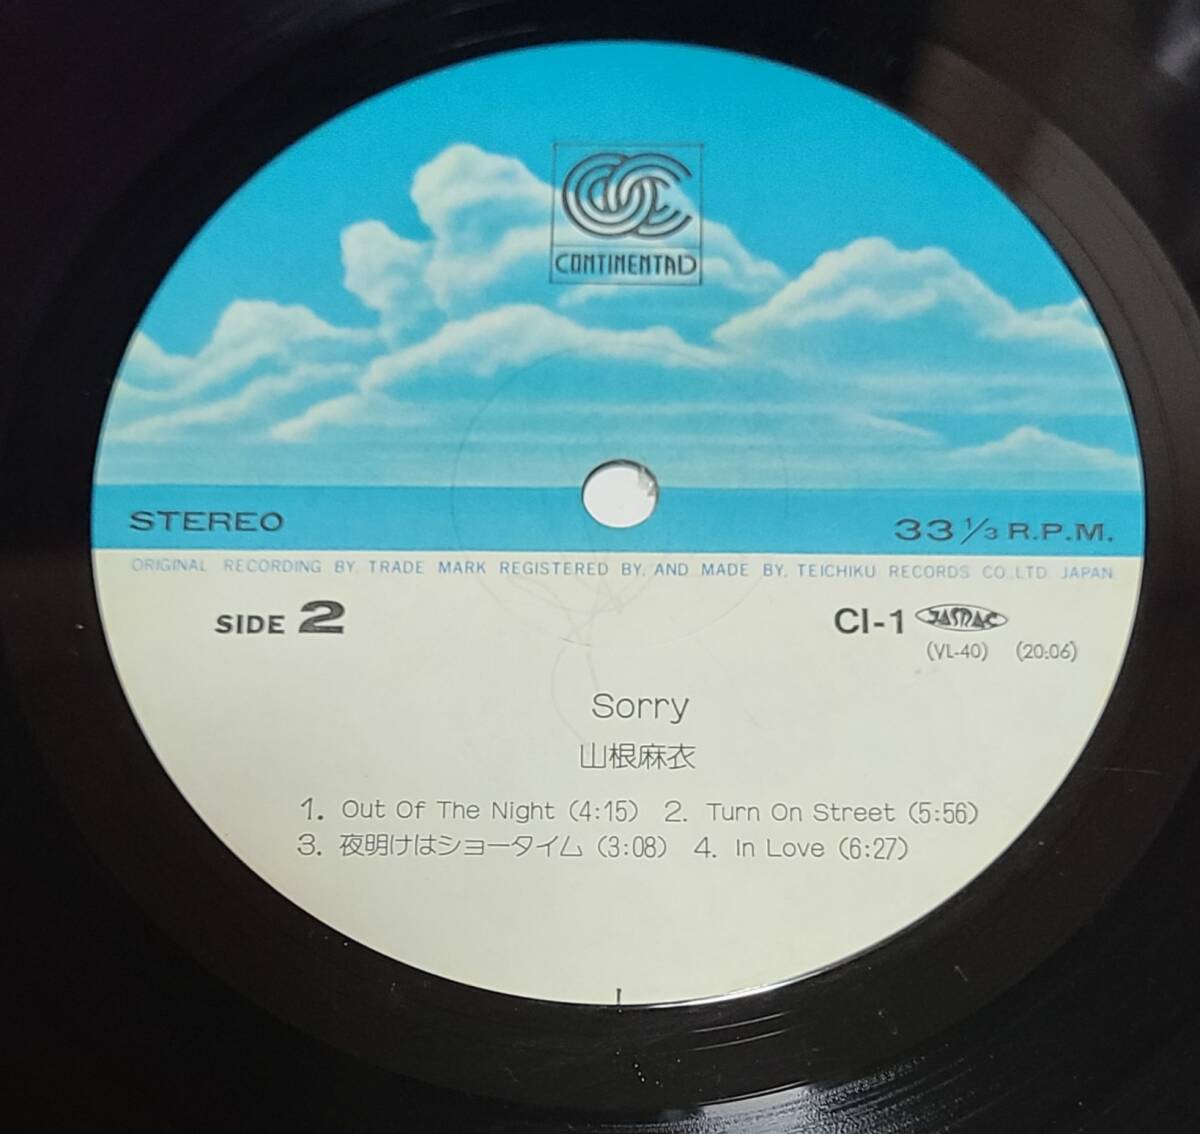 CONTINENTAL
STEREO
33 1/3 R.P.M.
ORIGINAL RECORDING BY, TRADE MARK REGISTERED BY, AND MADE BY, TEICHIKU RECORDS CO.,LTD. JAPAN.
SIDE 2
CI-1 JASRAC
(VL-40) (20:06)
Sorry
山根麻衣
1. Out Of The Night (4:15) 2. Turn On Street (5:56)
3. 夜明けはショータイム (3:08) 4. In Love (6:27)